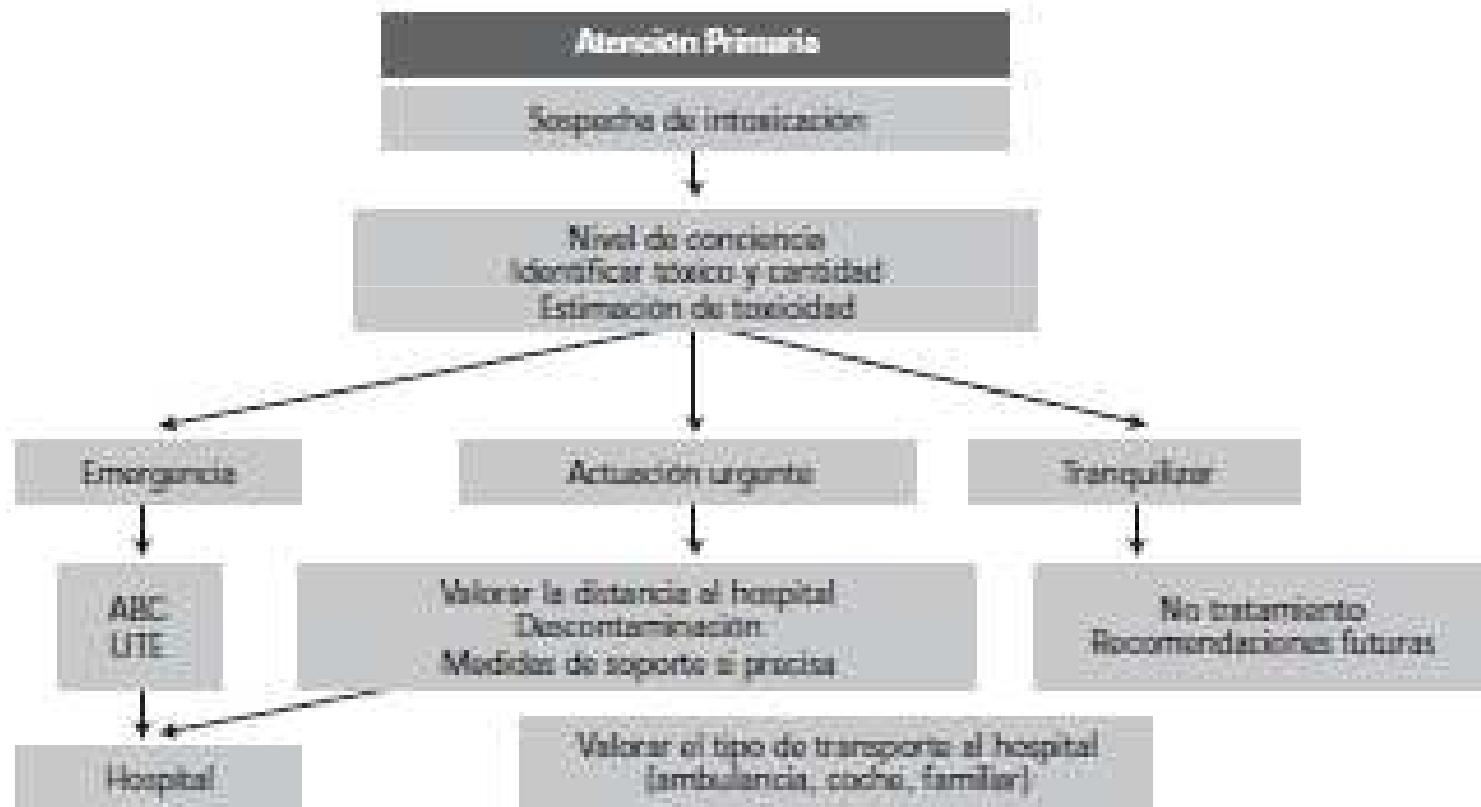 Atención Primaria
Sospecha de intoxicación
Nivel de conciencia
Identificar tóxico y cantidad
Estimación de toxicidad
Emergencia
Actuación urgente
Tranquilizar
ABC
UTE
Valorar la distancia al hospital
Descontaminación
Medidas de soporte si precisa
No tratamiento
Recomendaciones futuras
Hospital
Valorar el tipo de transporte al hospital
(ambulancia, coche, familiar)